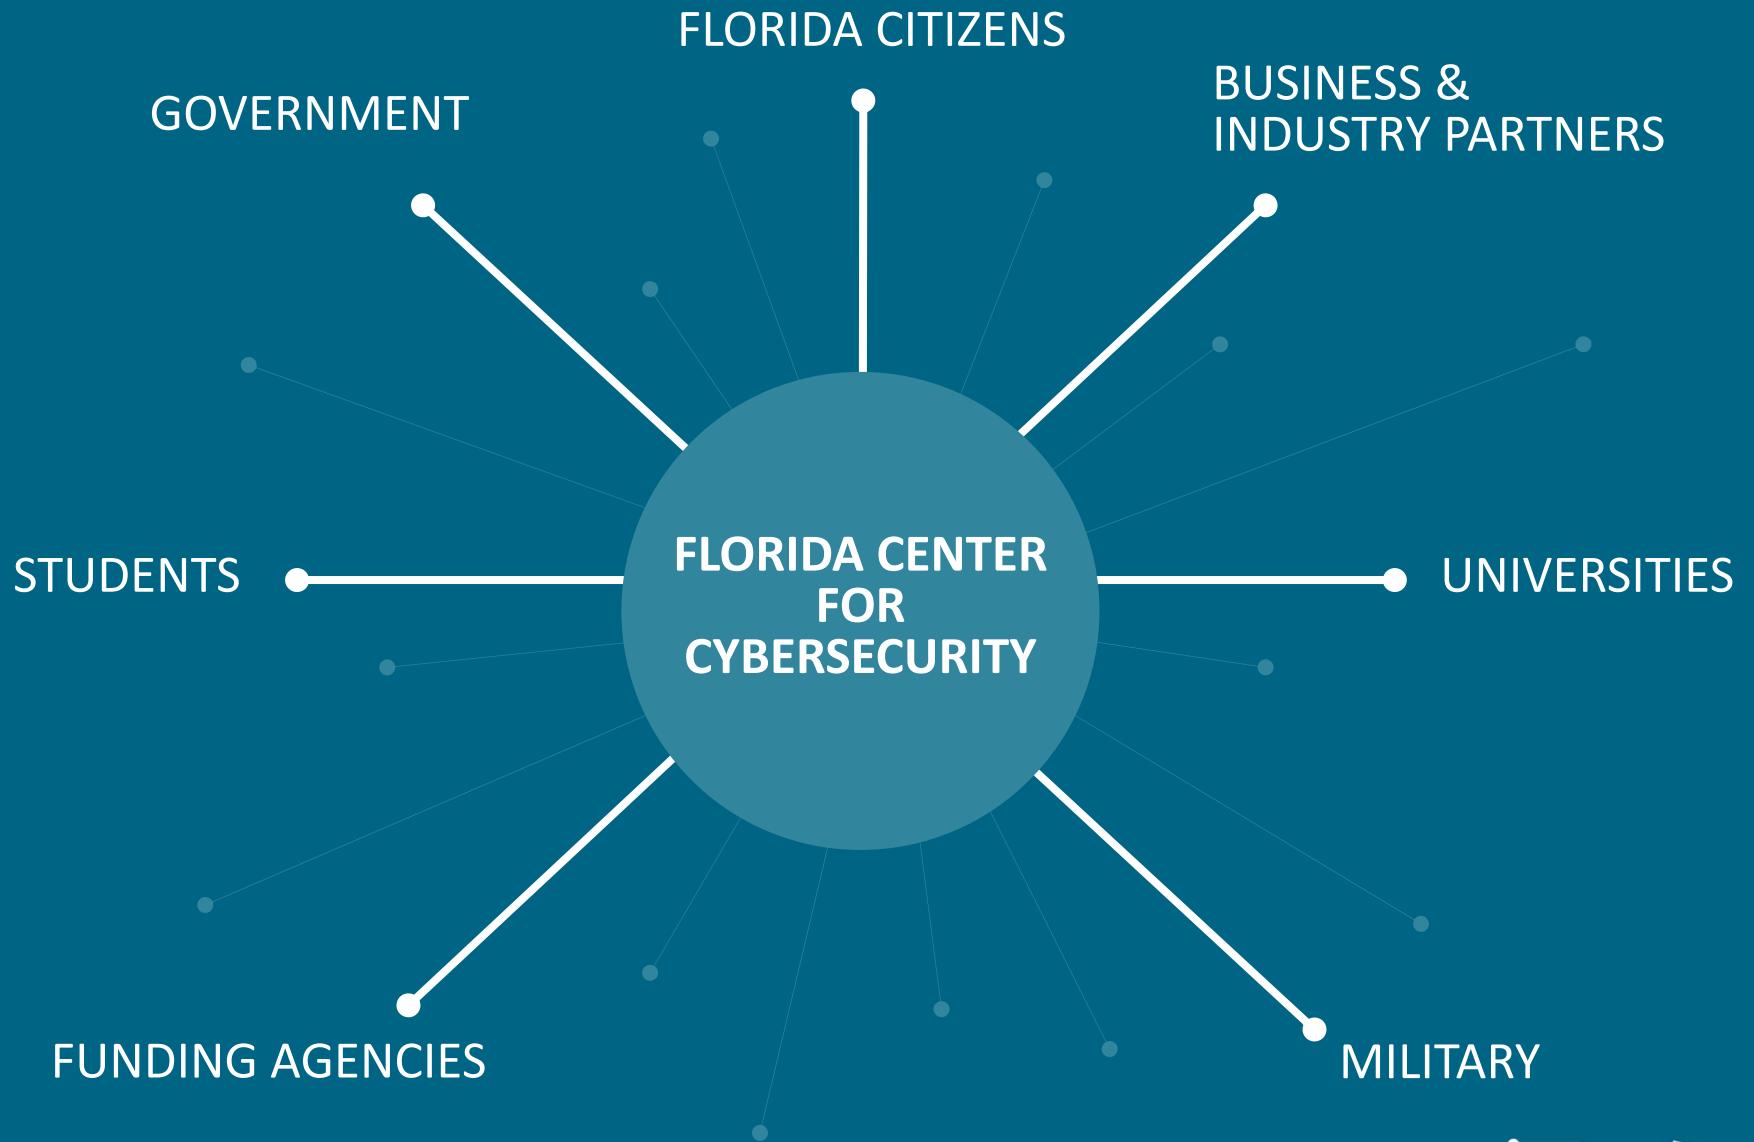 FLORIDA CITIZENS
GOVERNMENT
BUSINESS &
INDUSTRY PARTNERS
STUDENTS
FLORIDA CENTER
FOR
CYBERSECURITY
UNIVERSITIES
FUNDING AGENCIES
MILITARY